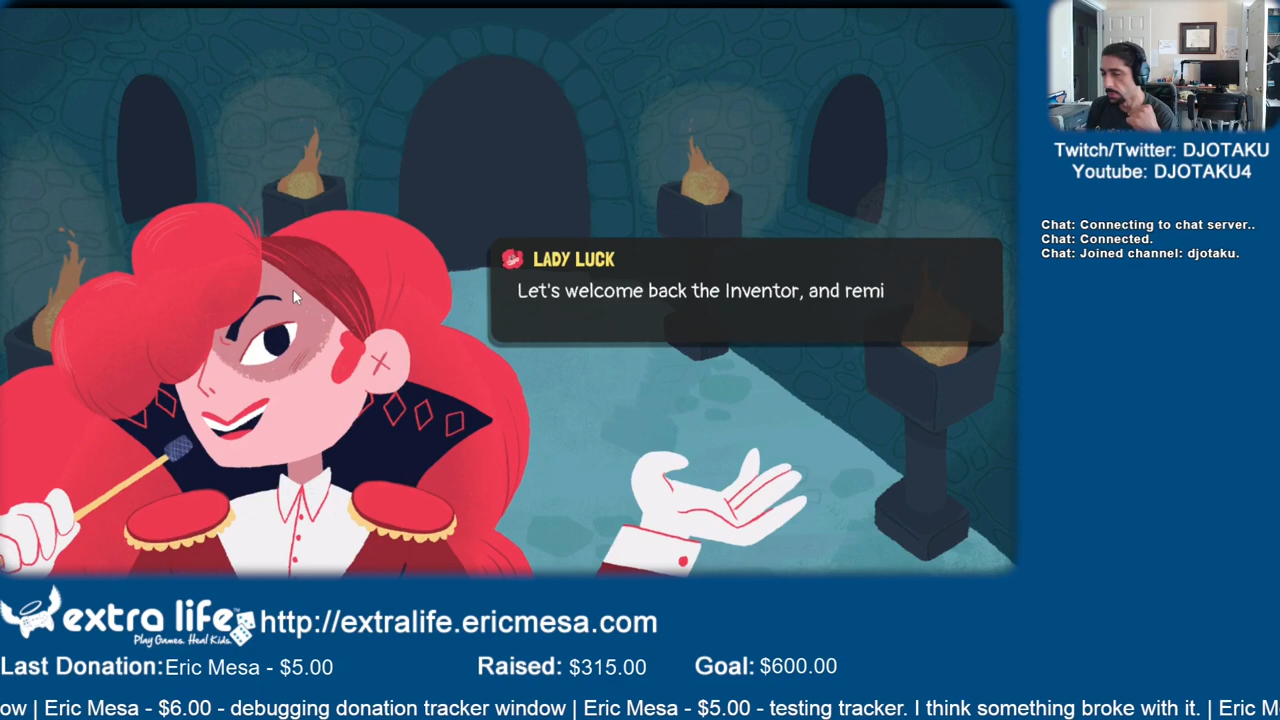 LADY LUCK
Let's welcome back the Inventor, and remi
Twitch/Twitter: DJOTAKU
Youtube: DJOTAKU4
Chat: Connecting to chat server..
Chat: Connected.
Chat: Joined channel: djotaku.
extra life
Play Games. Heal Kids.
http://extralife.ericmesa.com
Last Donation: Eric Mesa - $5.00 Raised: $315.00 Goal: $600.00
ow | Eric Mesa - $6.00 - debugging donation tracker window | Eric Mesa - $5.00 - testing tracker. I think something broke with it. | Eric M